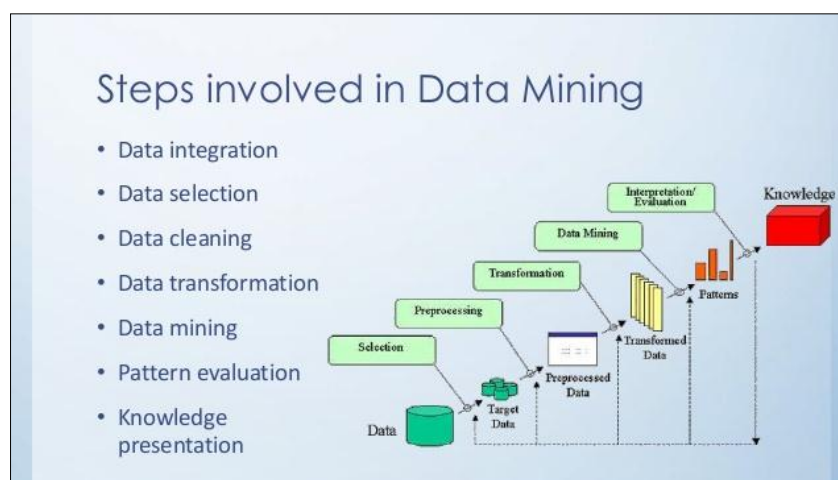 Steps involved in Data Mining
• Data integration
• Data selection
• Data cleaning
• Data transformation
• Data mining
• Pattern evaluation
• Knowledge
presentation
Selection
Preprocessing
Transformation
Data Mining
Interpretation/
Evaluation
Data
Target
Data
Preprocessed
Data
Transformed
Data
Patterns
Knowledge